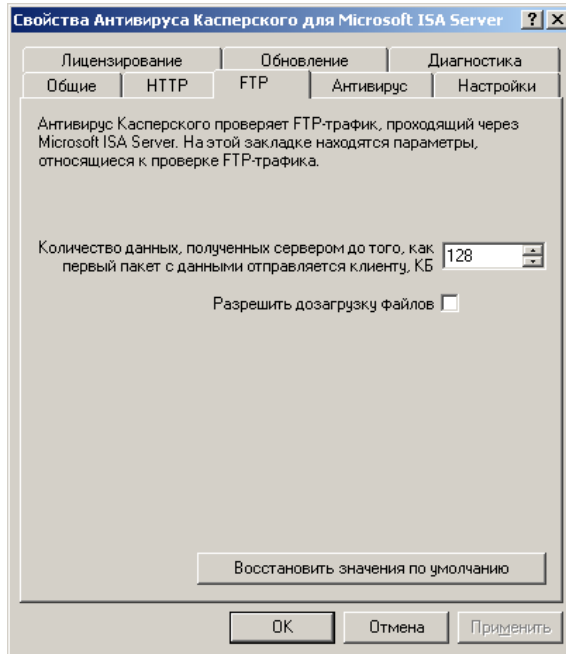 Свойства Антивируса Касперского для Microsoft ISA Server
Лицензирование Обновление Диагностика
Общие HTTP FTP Антивирус Настройки
Антивирус Касперского проверяет FTP-трафик, проходящий через
Microsoft ISA Server. На этой закладке находятся параметры,
относящиеся к проверке FTP-трафика.
Количество данных, полученных сервером до того, как
первый пакет с данными отправляется клиенту, КБ
128
Разрешить дозагрузку файлов
Восстановить значения по умолчанию
OK Отмена Применить